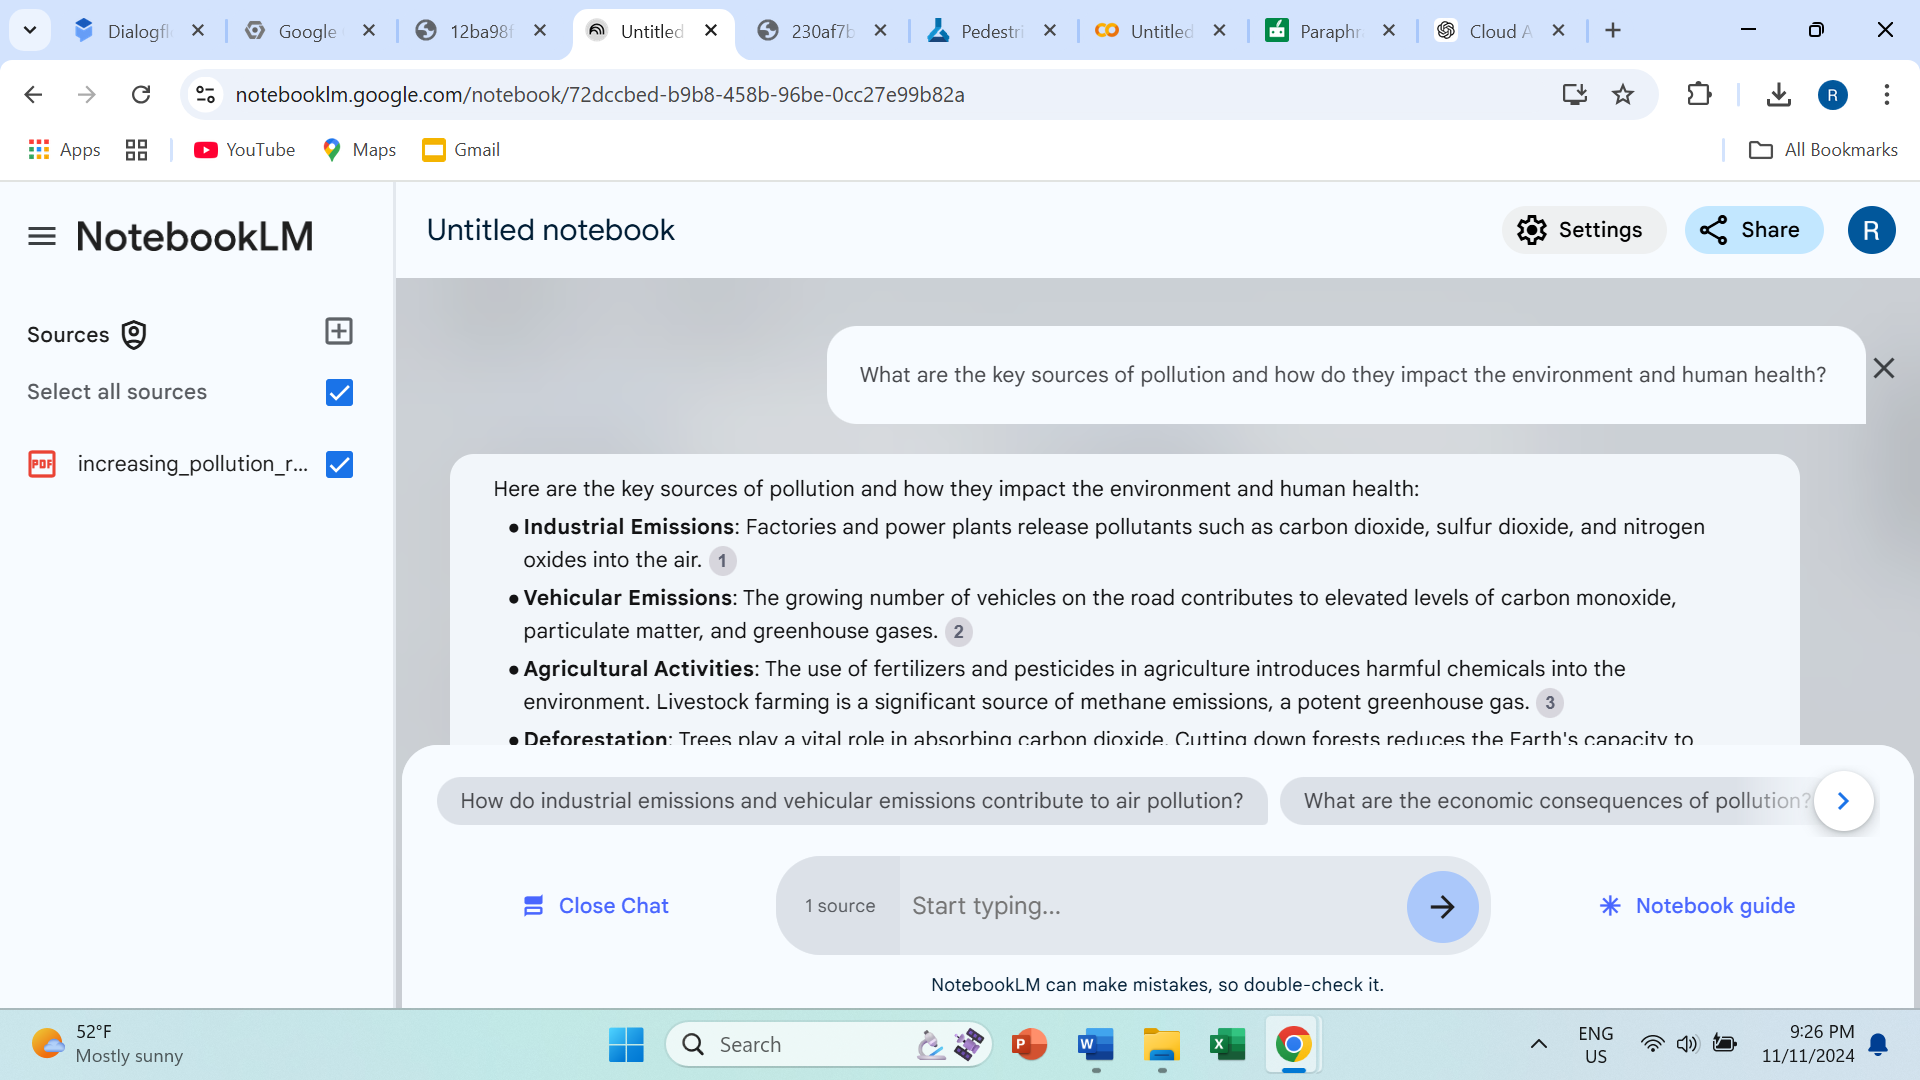 Dialogfl
Google
12ba98f
Untitled
230af7b
Pedestri
Untitled
Paraphr
Cloud A
notebooklm.google.com/notebook/72dccbed-b9b8-458b-96be-0cc27e99b82a
R
Apps
YouTube
Maps
Gmail
All Bookmarks
NotebookLM
Untitled notebook
Settings
Share
R
Sources
Select all sources
PDF
increasing_pollution_r...
What are the key sources of pollution and how do they impact the environment and human health?
Here are the key sources of pollution and how they impact the environment and human health:
● Industrial Emissions: Factories and power plants release pollutants such as carbon dioxide, sulfur dioxide, and nitrogen
oxides into the air. 1
● Vehicular Emissions: The growing number of vehicles on the road contributes to elevated levels of carbon monoxide,
particulate matter, and greenhouse gases. 2
● Agricultural Activities: The use of fertilizers and pesticides in agriculture introduces harmful chemicals into the
environment. Livestock farming is a significant source of methane emissions, a potent greenhouse gas. 3
● Deforestation: Trees play a vital role in absorbing carbon dioxide. Cutting down forests reduces the Earth's capacity to
How do industrial emissions and vehicular emissions contribute to air pollution?
What are the economic consequences of pollution?
Close Chat
1 source
Start typing...
Notebook guide
NotebookLM can make mistakes, so double-check it.
52°F
Mostly sunny
Search
P
W
X
ENG
US
9:26 PM
11/11/2024